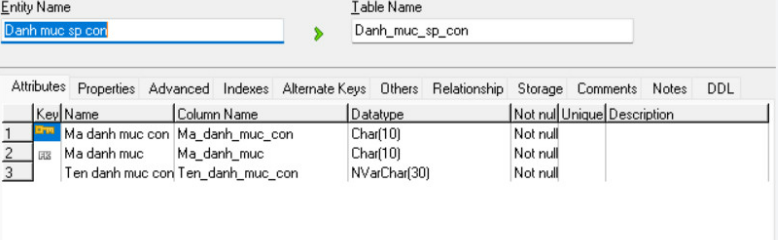 Entity Name Table Name
Danh muc sp con Danh_muc_sp_con
Attributes Properties Advanced Indexes Alternate Keys Others Relationship Storage Comments Notes DDL
Key Name Column Name Datatype Not nul Unique Description
1 Ma danh muc con Ma_danh_muc_con Char(10) Not null
2 Ma danh muc Ma_danh_muc Char(10) Not null
3 Ten danh muc con Ten_danh_muc_con NVarChar(30) Not null